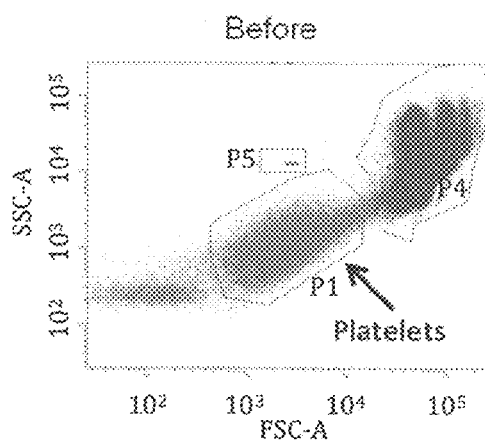 Before
SSC-A
10⁵
10⁴
10³
10²
P5
P4
P1
Platelets
10² 10³ 10⁴ 10⁵
FSC-A